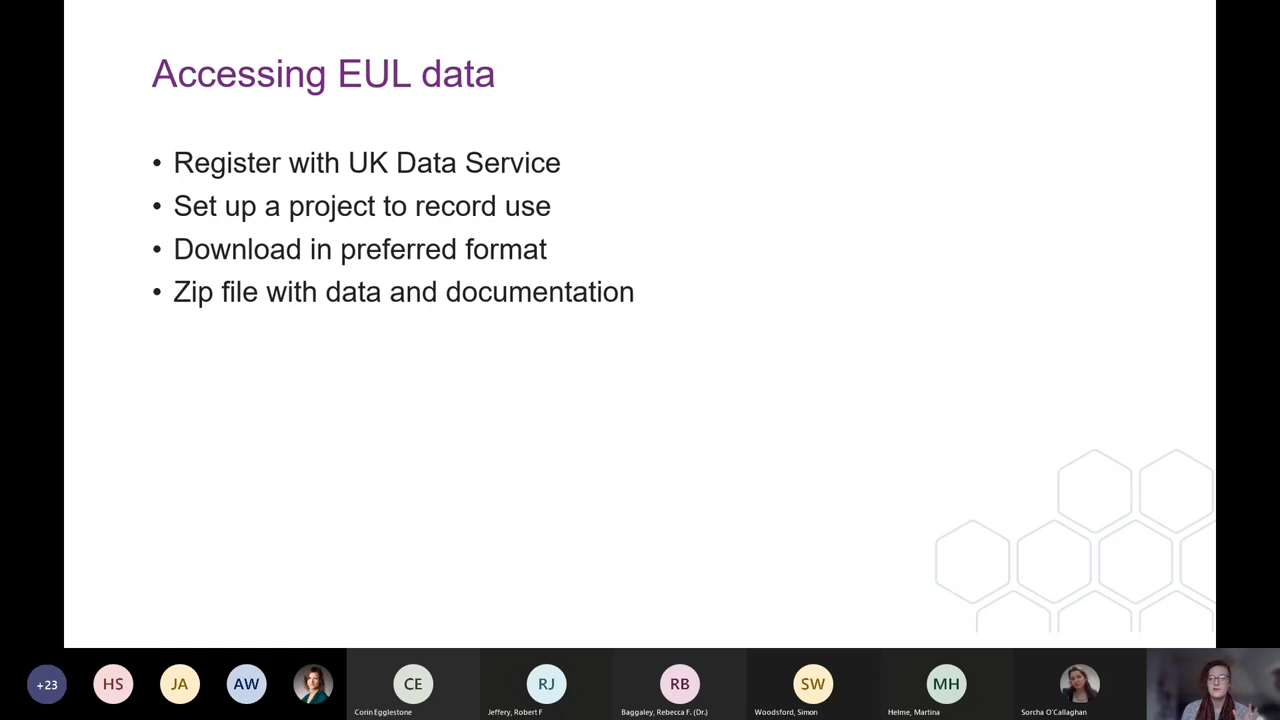 Accessing EUL data
• Register with UK Data Service
• Set up a project to record use
• Download in preferred format
• Zip file with data and documentation
+23
HS
JA
AW
CE
RJ
RB
SW
MH
Corin Egglestone
Jeffery, Robert F
Baggaley, Rebecca F. (Dr.)
Woodsford, Simon
Helme, Martina
Sorcha O'Callaghan